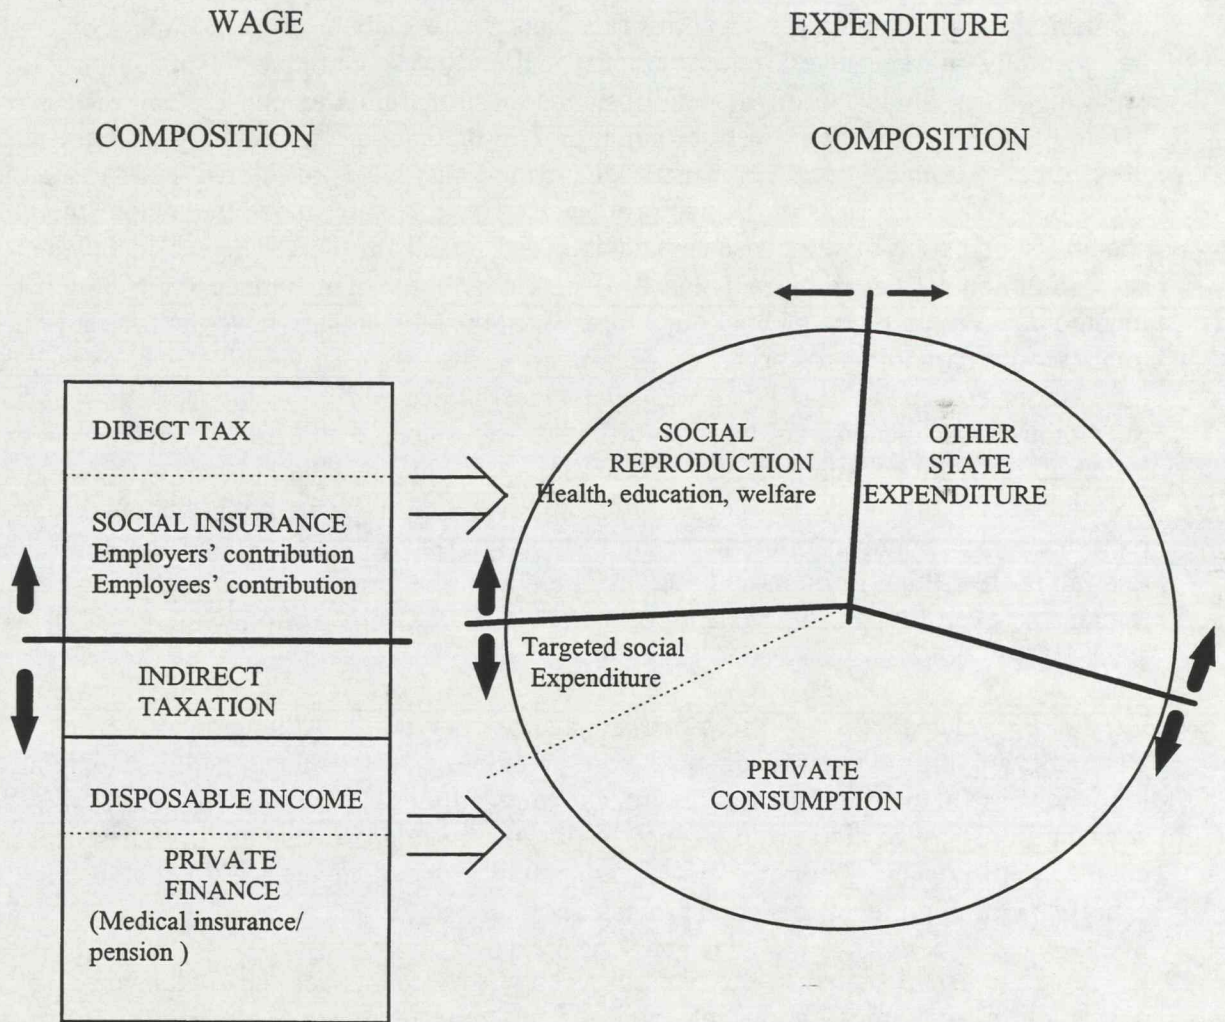 WAGE
COMPOSITION
DIRECT TAX
SOCIAL INSURANCE
Employers’ contribution
Employees’ contribution
INDIRECT
TAXATION
DISPOSABLE INCOME
PRIVATE
FINANCE
(Medical insurance/
pension )
EXPENDITURE
COMPOSITION
SOCIAL
REPRODUCTION
Health, education, welfare
OTHER
STATE
EXPENDITURE
Targeted social
Expenditure
PRIVATE
CONSUMPTION